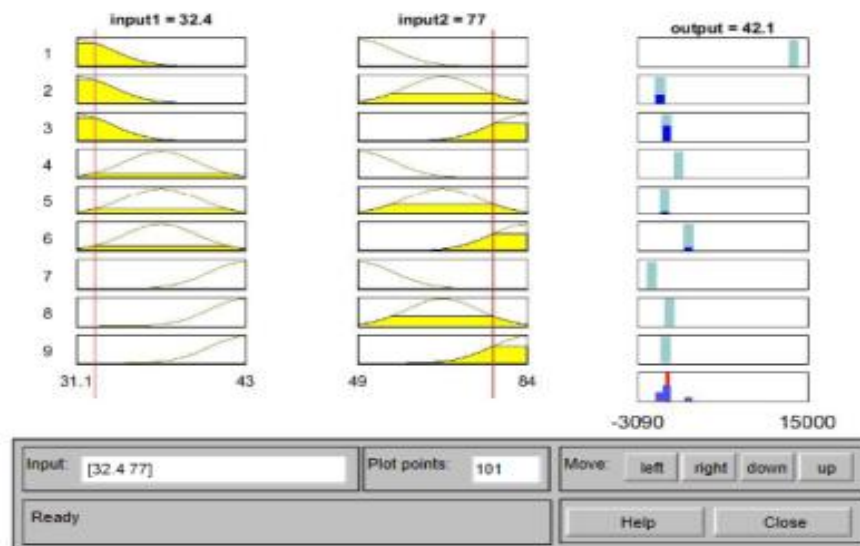 input1 = 32.4
input2 = 77
output = 42.1
1
2
3
4
5
6
7
8
9
31.1
43
49
84
-3090
15000
Input:
[32.4 77]
Plot points:
101
Move:
left
right
down
up
Ready
Help
Close